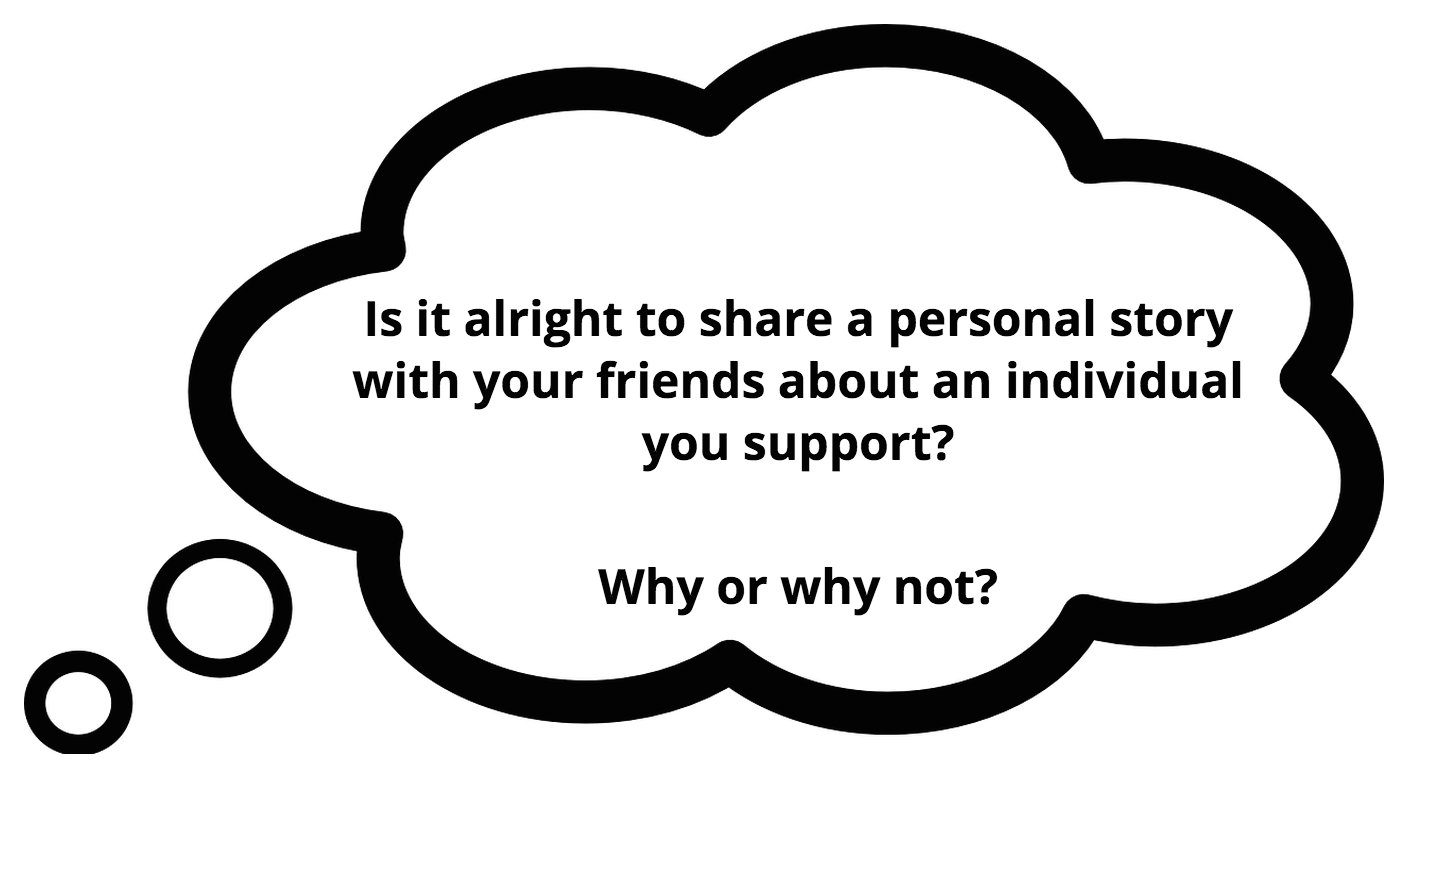 Is it alright to share a personal story
with your friends about an individual
you support?
Why or why not?